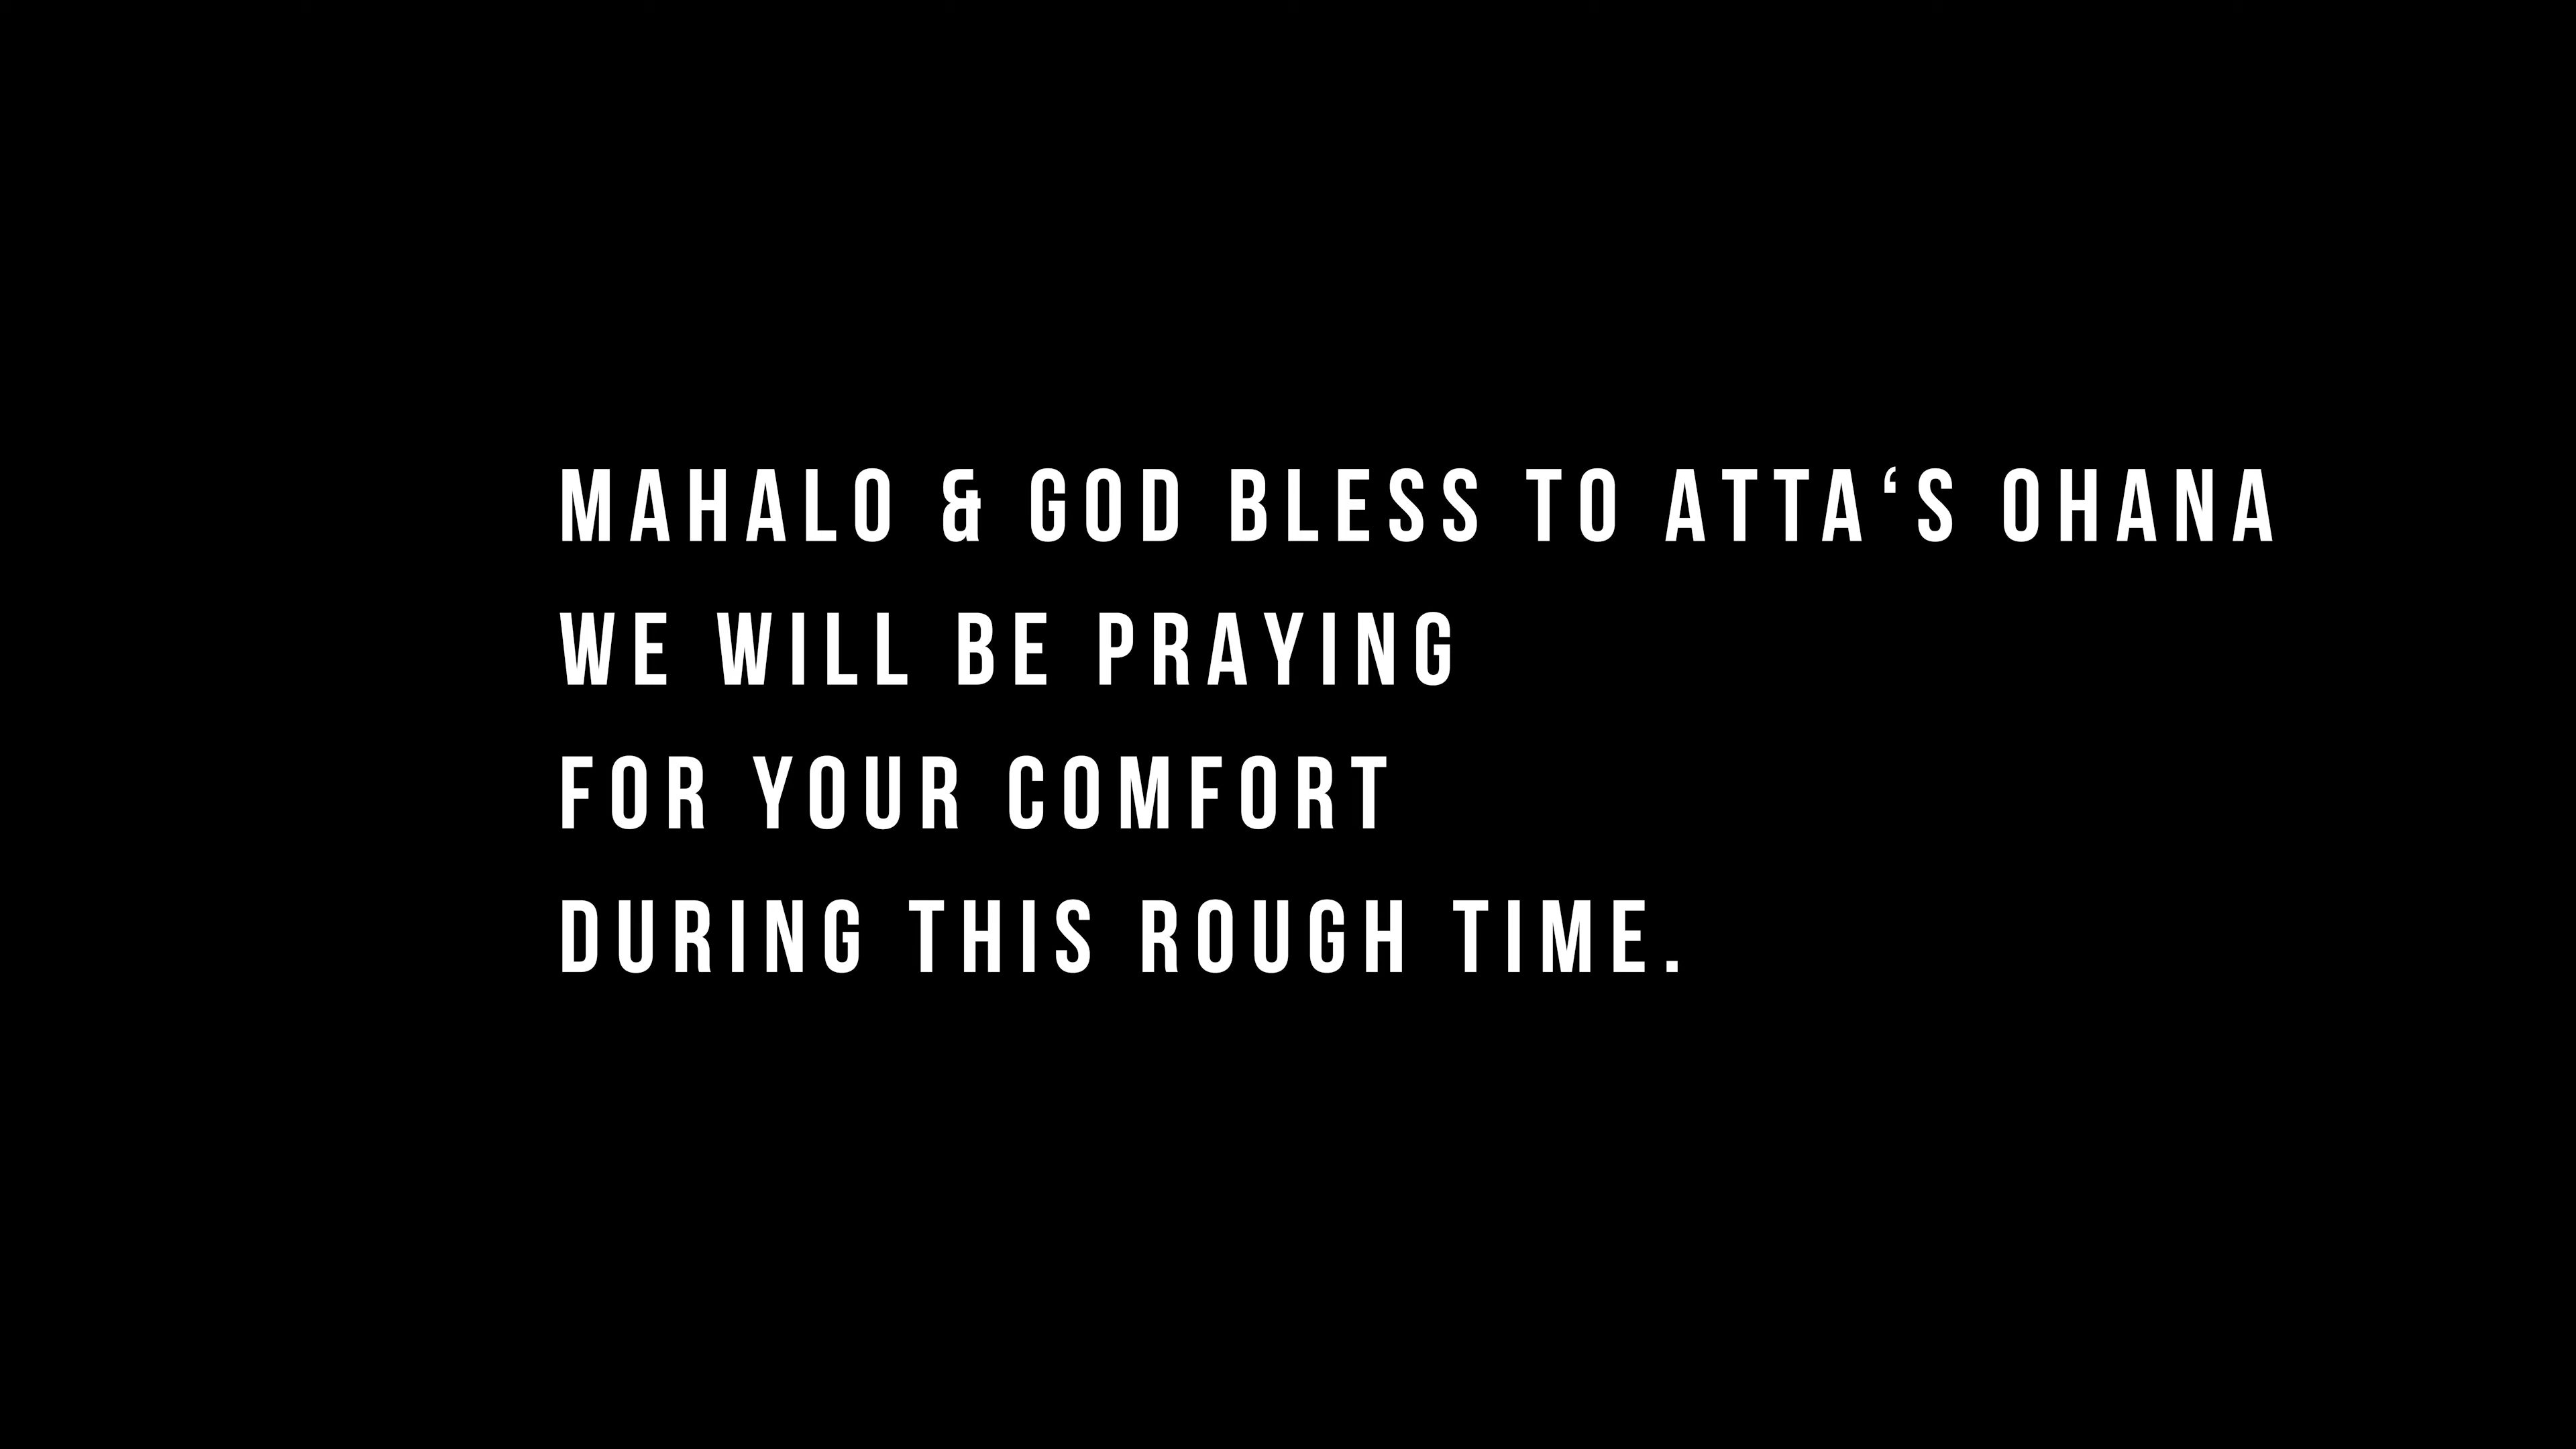 MAHALO & GOD BLESS TO ATTA‘S OHANA
WE WILL BE PRAYING
FOR YOUR COMFORT
DURING THIS ROUGH TIME.